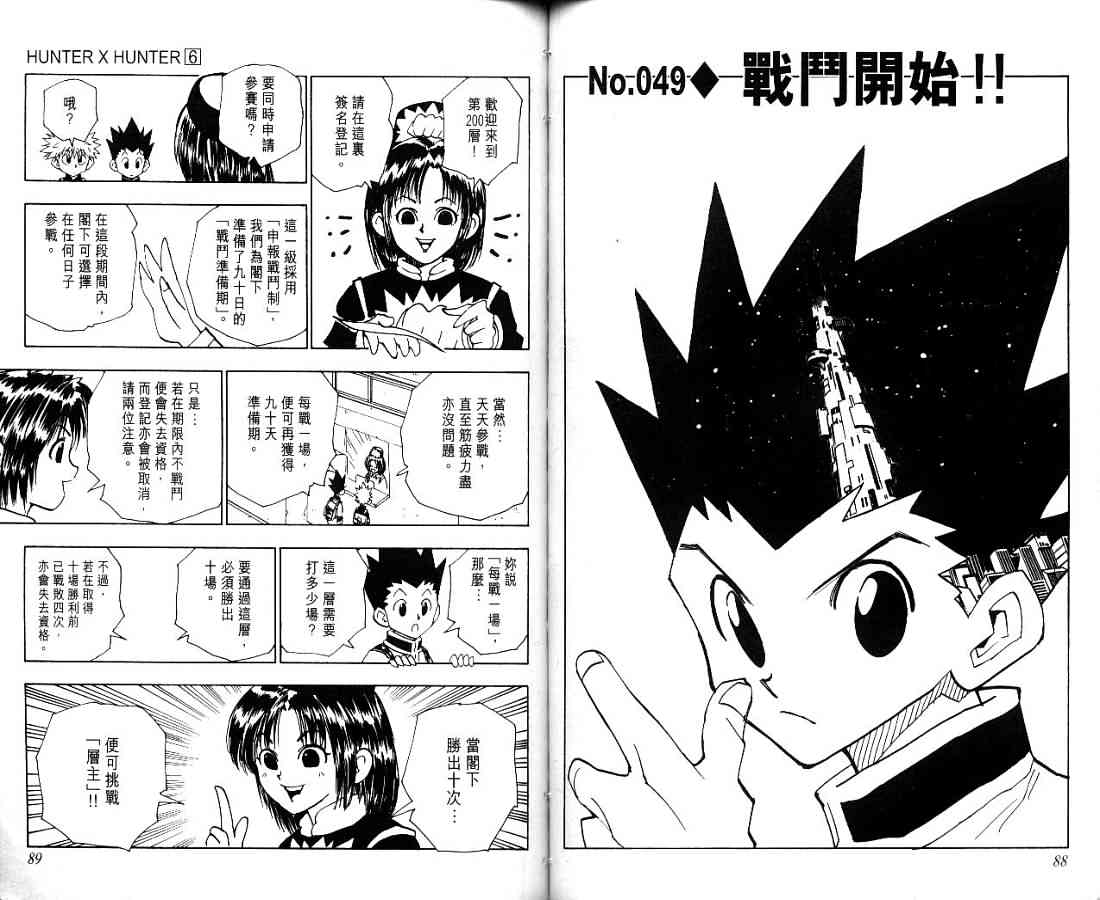 No.049◆ 戰鬥開始!!
88
HUNTER X HUNTER 6
歡迎來到
第200層！
請在這裏
簽名登記。
要同時申請
參賽嗎？
哦？
這一級採用
「申報戰鬥制」，
我們為閣下
準備了九十日的
「戰鬥準備期」。
在這段期間內，
閣下可選擇
在任何日子
參戰。
當然…
天天參戰，
直至筋疲力盡
亦沒問題。
每戰一場，
便可再獲得
九十天
準備期。
只是…
若在期限內不戰鬥
便會失去資格，
而登記亦會被取消，
請兩位注意。
妳說
「每戰一場」，
那麼…
這一層需要
打多少場？
要通過這層，
必須勝出
十場。
不過，
若在取得
十場勝利前
已戰敗四次，
亦會失去資格。
當閣下
勝出十次…
便可挑戰
「層主」!!
89